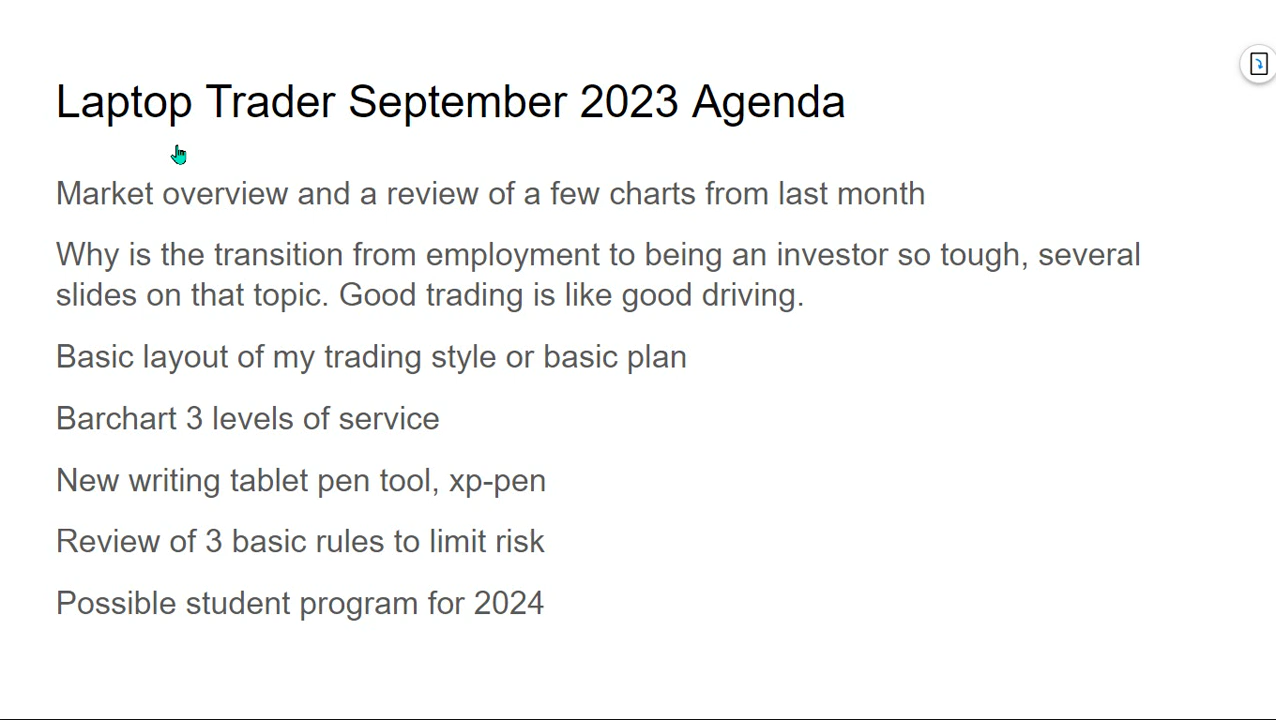 Laptop Trader September 2023 Agenda
Market overview and a review of a few charts from last month
Why is the transition from employment to being an investor so tough, several
slides on that topic. Good trading is like good driving.
Basic layout of my trading style or basic plan
Barchart 3 levels of service
New writing tablet pen tool, xp-pen
Review of 3 basic rules to limit risk
Possible student program for 2024